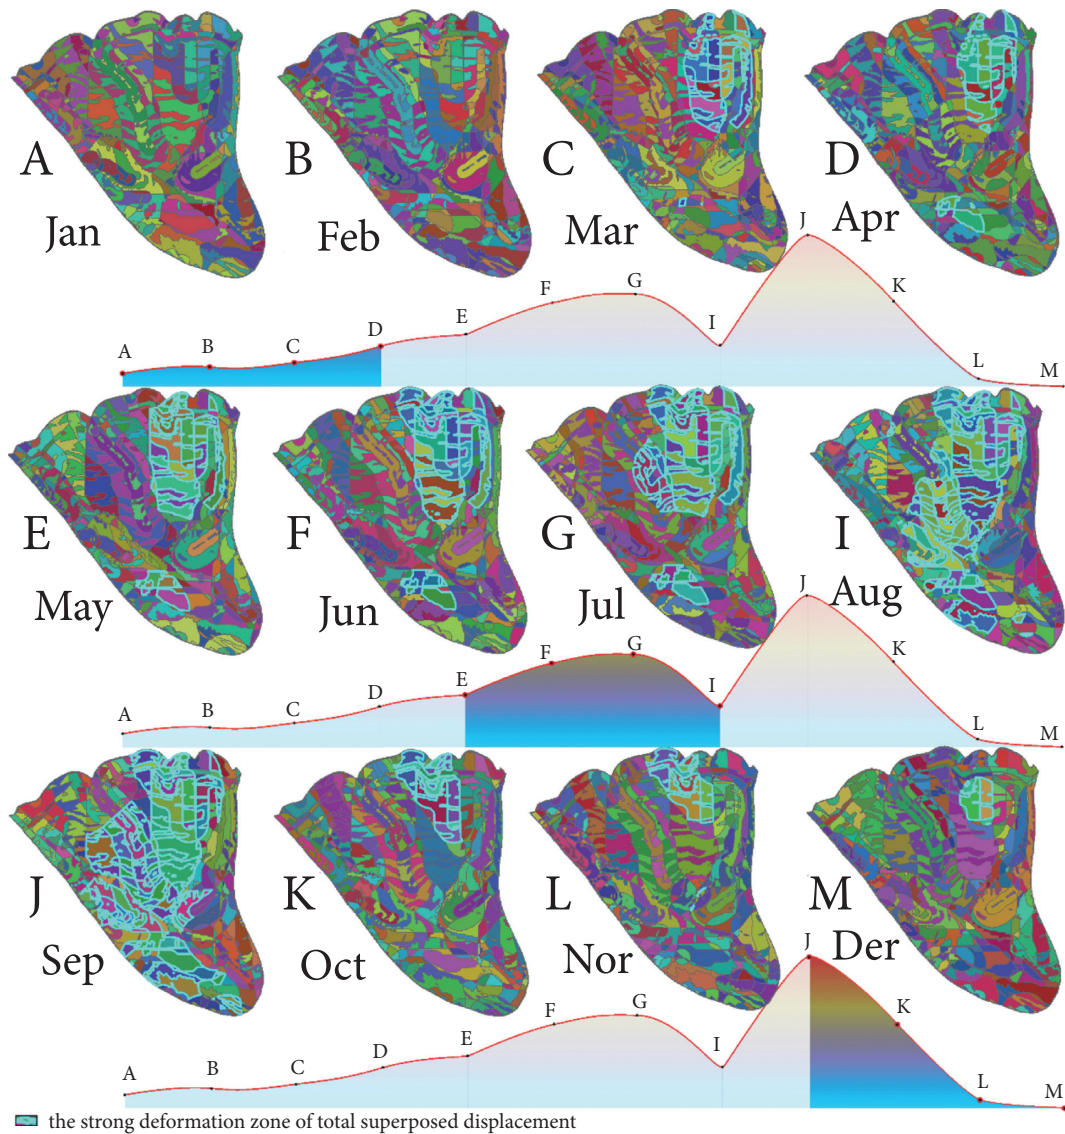 A
Jan
B
Feb
C
Mar
D
Apr
A B C D E F G I J K L M
E
May
F
Jun
G
Jul
I
Aug
A B C D E F G I J K L M
J
Sep
K
Oct
L
Nor
M
Der
A B C D E F G I J K L M
the strong deformation zone of total superposed displacement